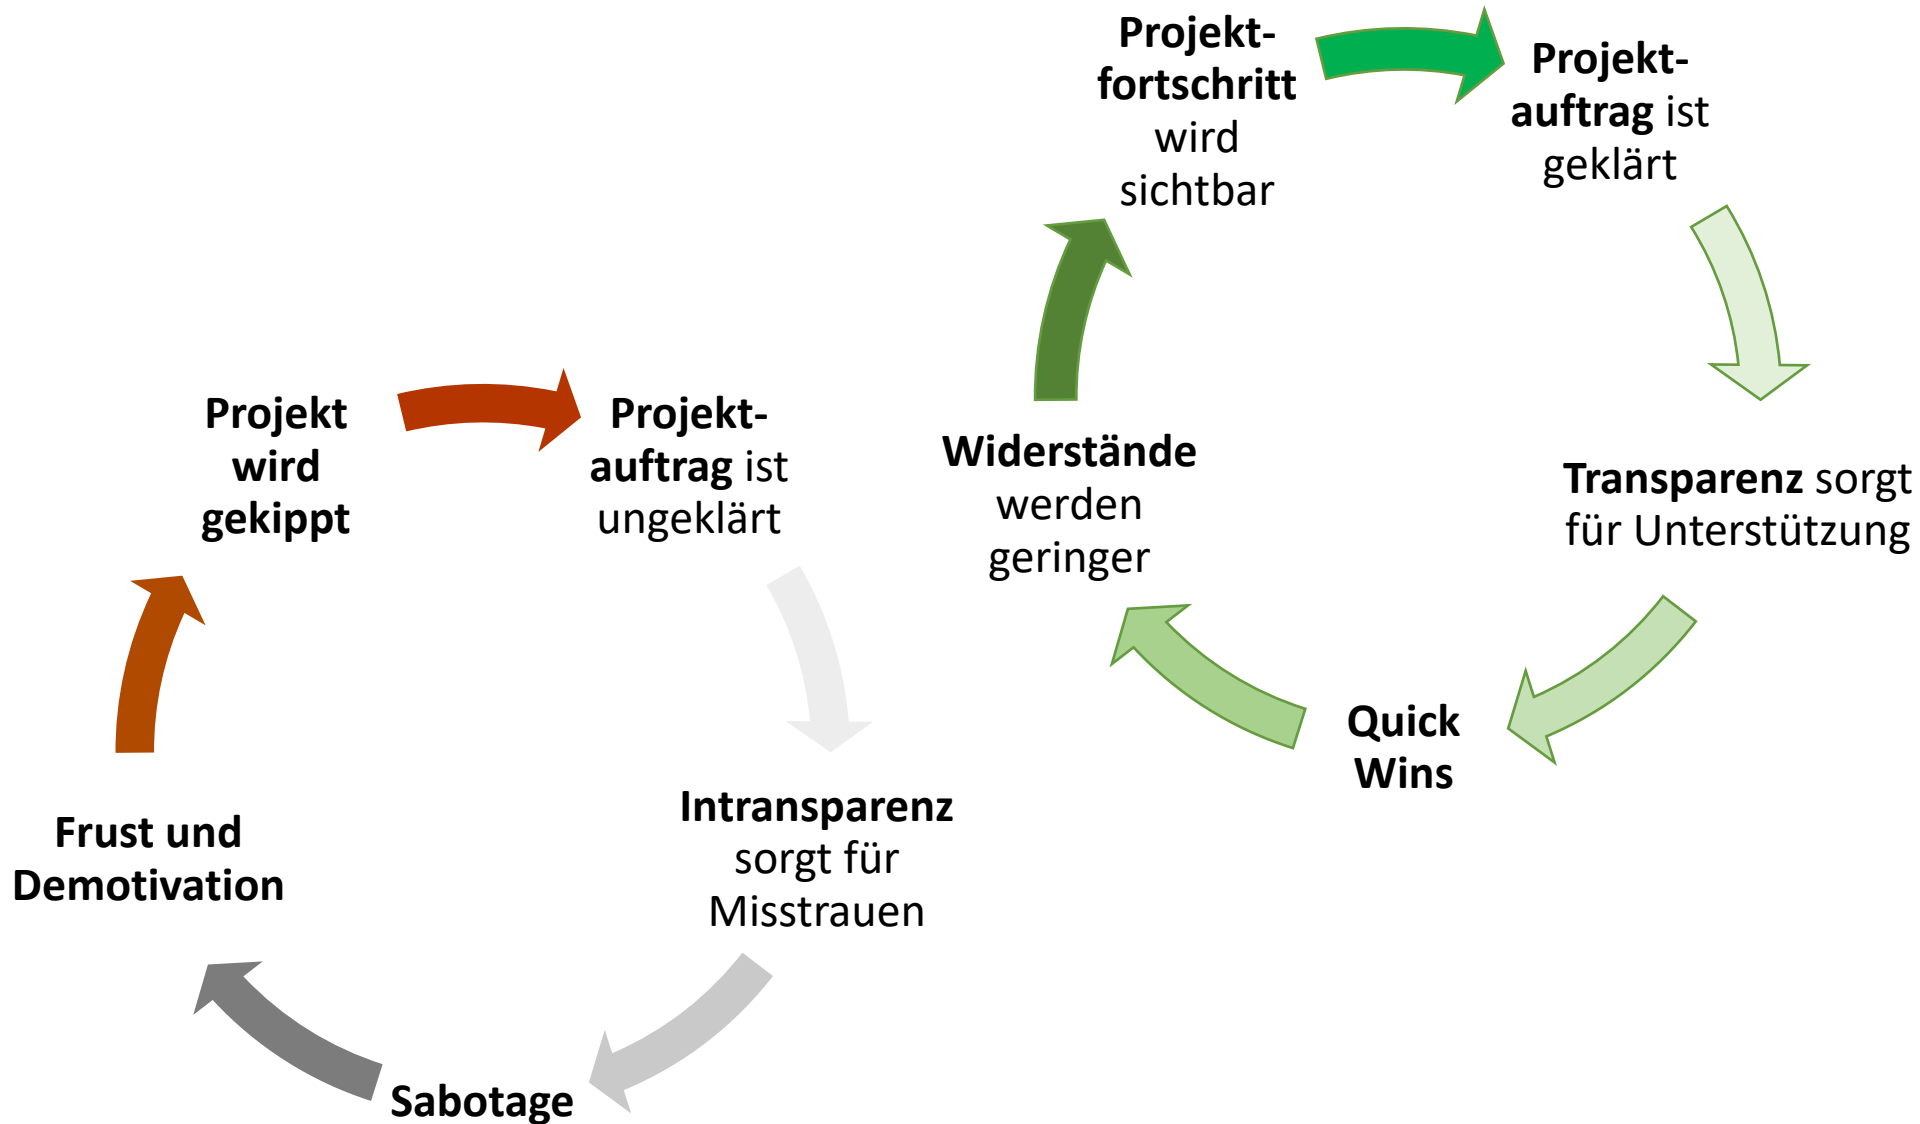 Projekt
wird
gekippt
Projekt-
auftrag ist
ungeklärt
Intransparenz
sorgt für
Misstrauen
Sabotage
Frust und
Demotivation
Projekt-
fortschritt
wird
sichtbar
Projekt-
auftrag ist
geklärt
Transparenz sorgt
für Unterstützung
Quick
Wins
Widerstände
werden
geringer